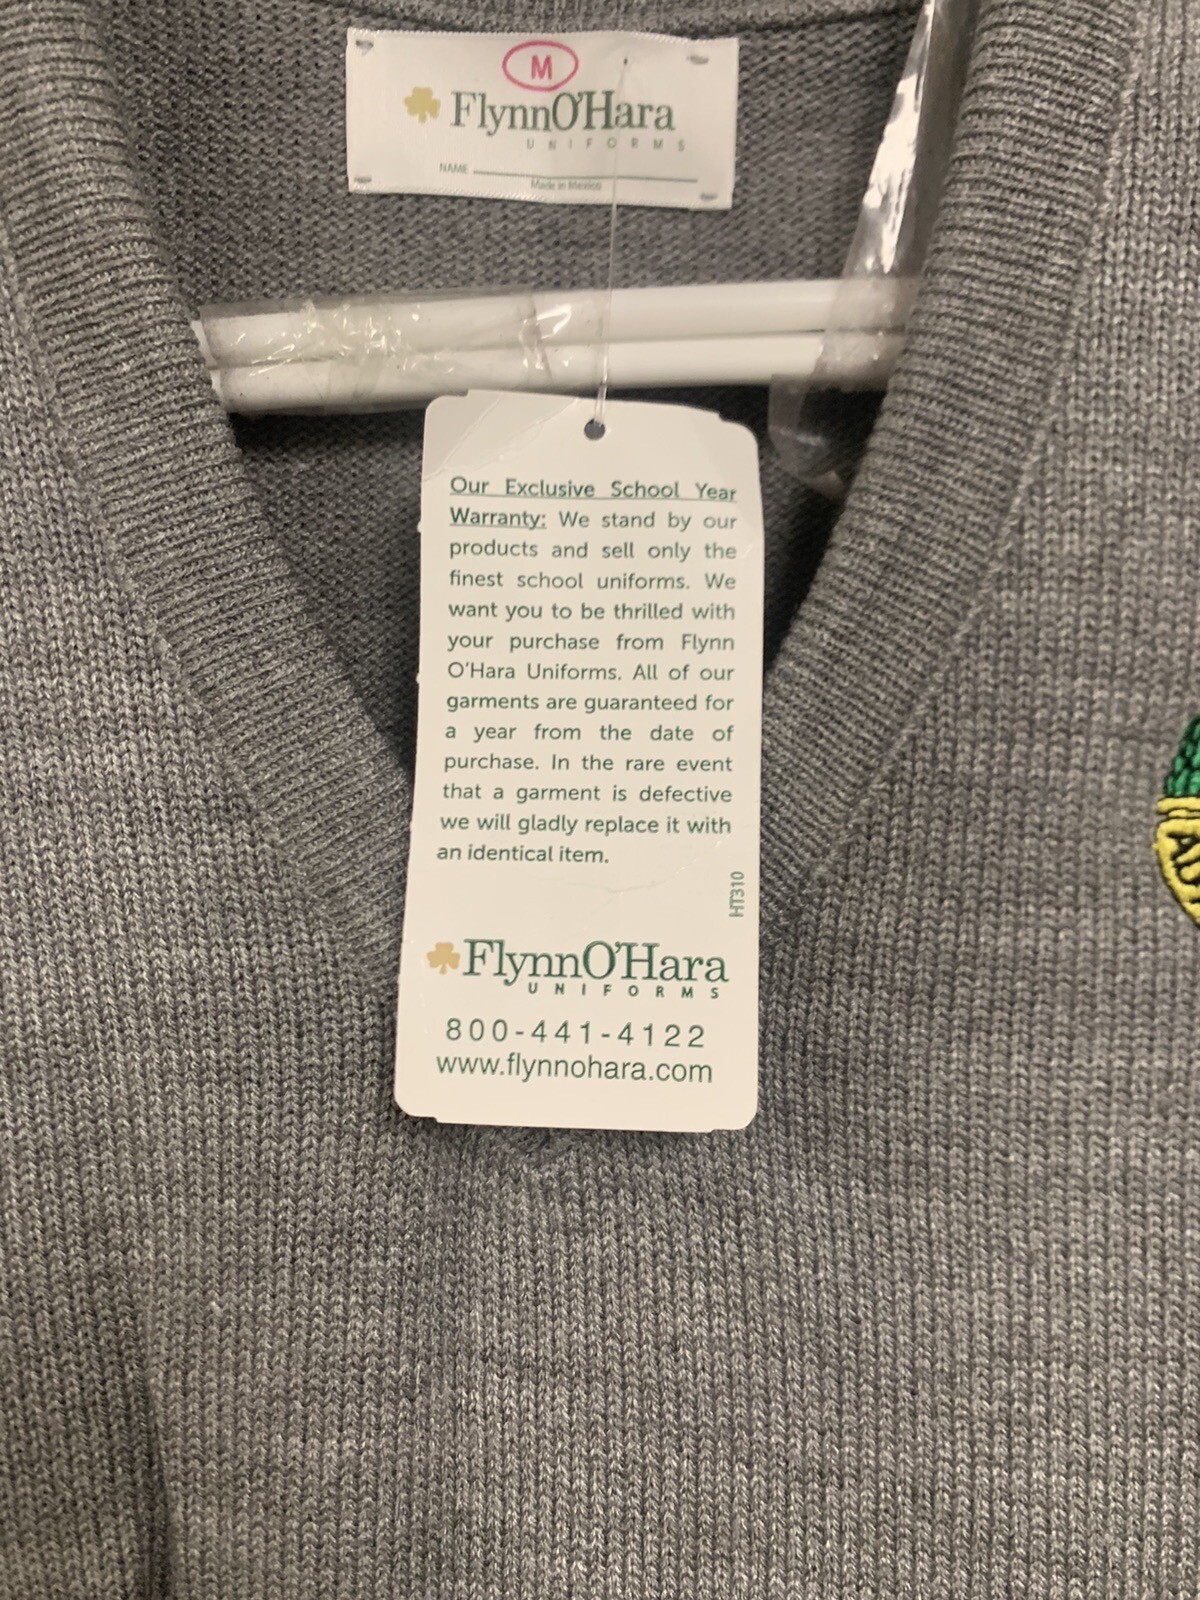 M
FlynnO'Hara
UNIFORMS
NAME
Made in Mexico
Our Exclusive School Year
Warranty: We stand by our
products and sell only the
finest school uniforms. We
want you to be thrilled with
your purchase from Flynn
O'Hara Uniforms. All of our
garments are guaranteed for
a year from the date of
purchase. In the rare event
that a garment is defective
we will gladly replace it with
an identical item.
HT310
FlynnO'Hara
UNIFORMS
800-441-4122
www.flynnohara.com